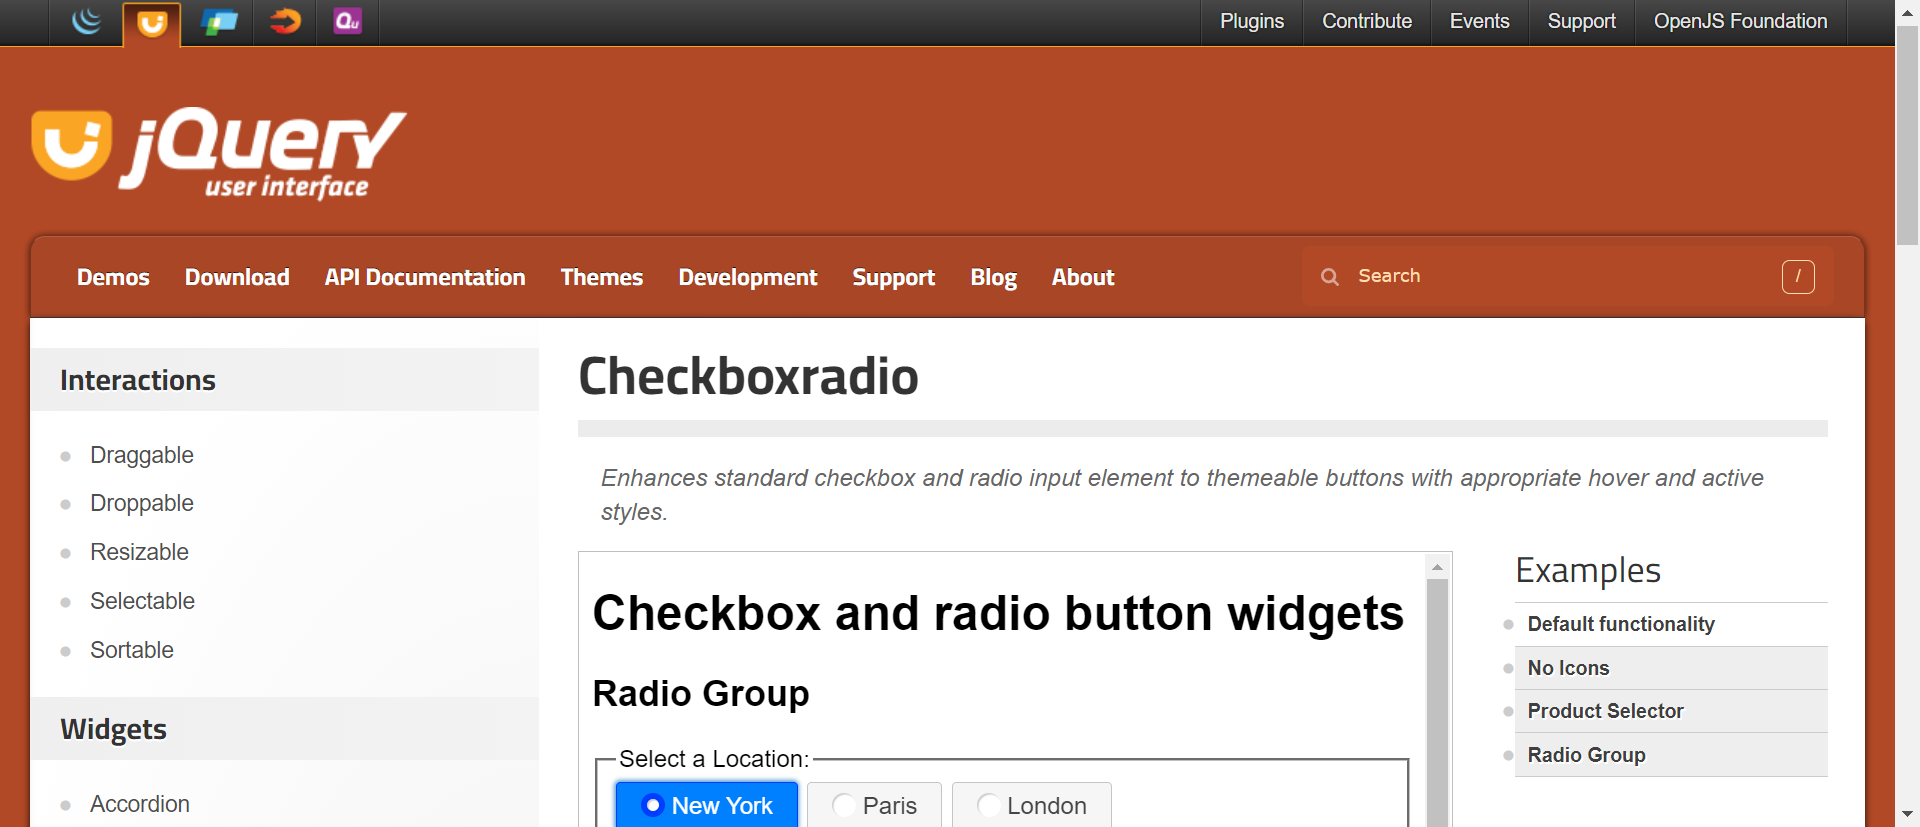 Qu
Plugins Contribute Events Support OpenJS Foundation
jQuery
user interface
Demos Download API Documentation Themes Development Support Blog About Search /
Interactions
Draggable
Droppable
Resizable
Selectable
Sortable
Widgets
Accordion
Checkboxradio
Enhances standard checkbox and radio input element to themeable buttons with appropriate hover and active
styles.
Checkbox and radio button widgets
Radio Group
Select a Location:
New York Paris London
Examples
Default functionality
No Icons
Product Selector
Radio Group